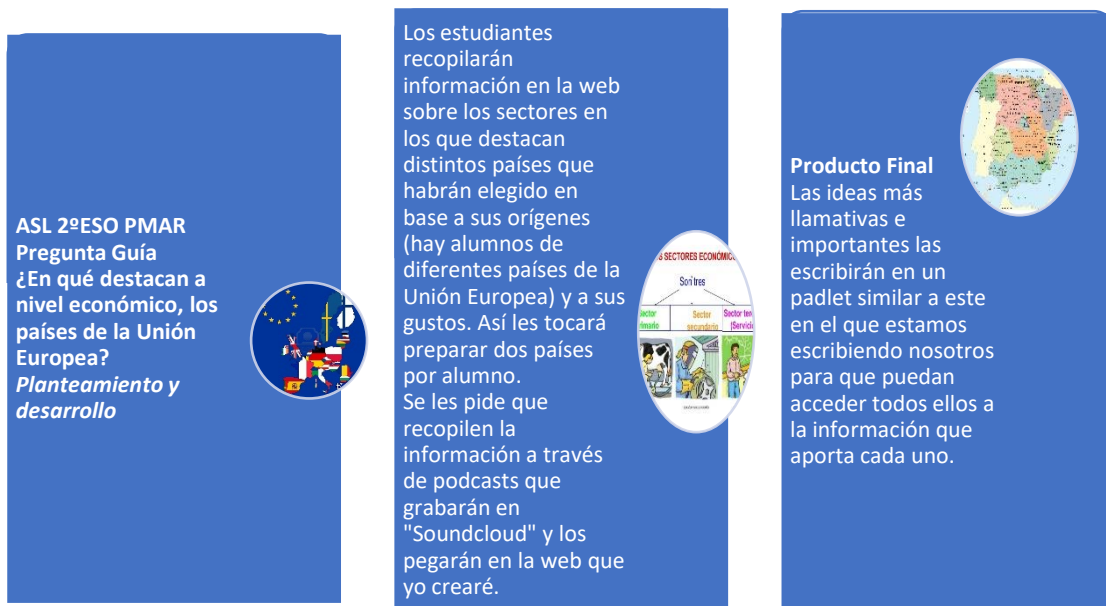 ASL 2ºESO PMAR
Pregunta Guía
¿En qué destacan a
nivel económico, los
países de la Unión
Europea?
Planteamiento y
desarrollo
Los estudiantes
recopilarán
información en la web
sobre los sectores en
los que destacan
distintos países que
habrán elegido en
base a sus orígenes
(hay alumnos de
diferentes países de la
Unión Europea) y a sus
gustos. Así les tocará
preparar dos países
por alumno.
Se les pide que
recopilen la
información a través
de podcasts que
grabarán en
"Soundcloud" y los
pegarán en la web que
yo crearé.
S SECTORES ECONÓMIC
Son tres
Sector
secundario
Producto Final
Las ideas más
llamativas e
importantes las
escribirán en un
padlet similar a este
en el que estamos
escribiendo nosotros
para que puedan
acceder todos ellos a
la información que
aporta cada uno.